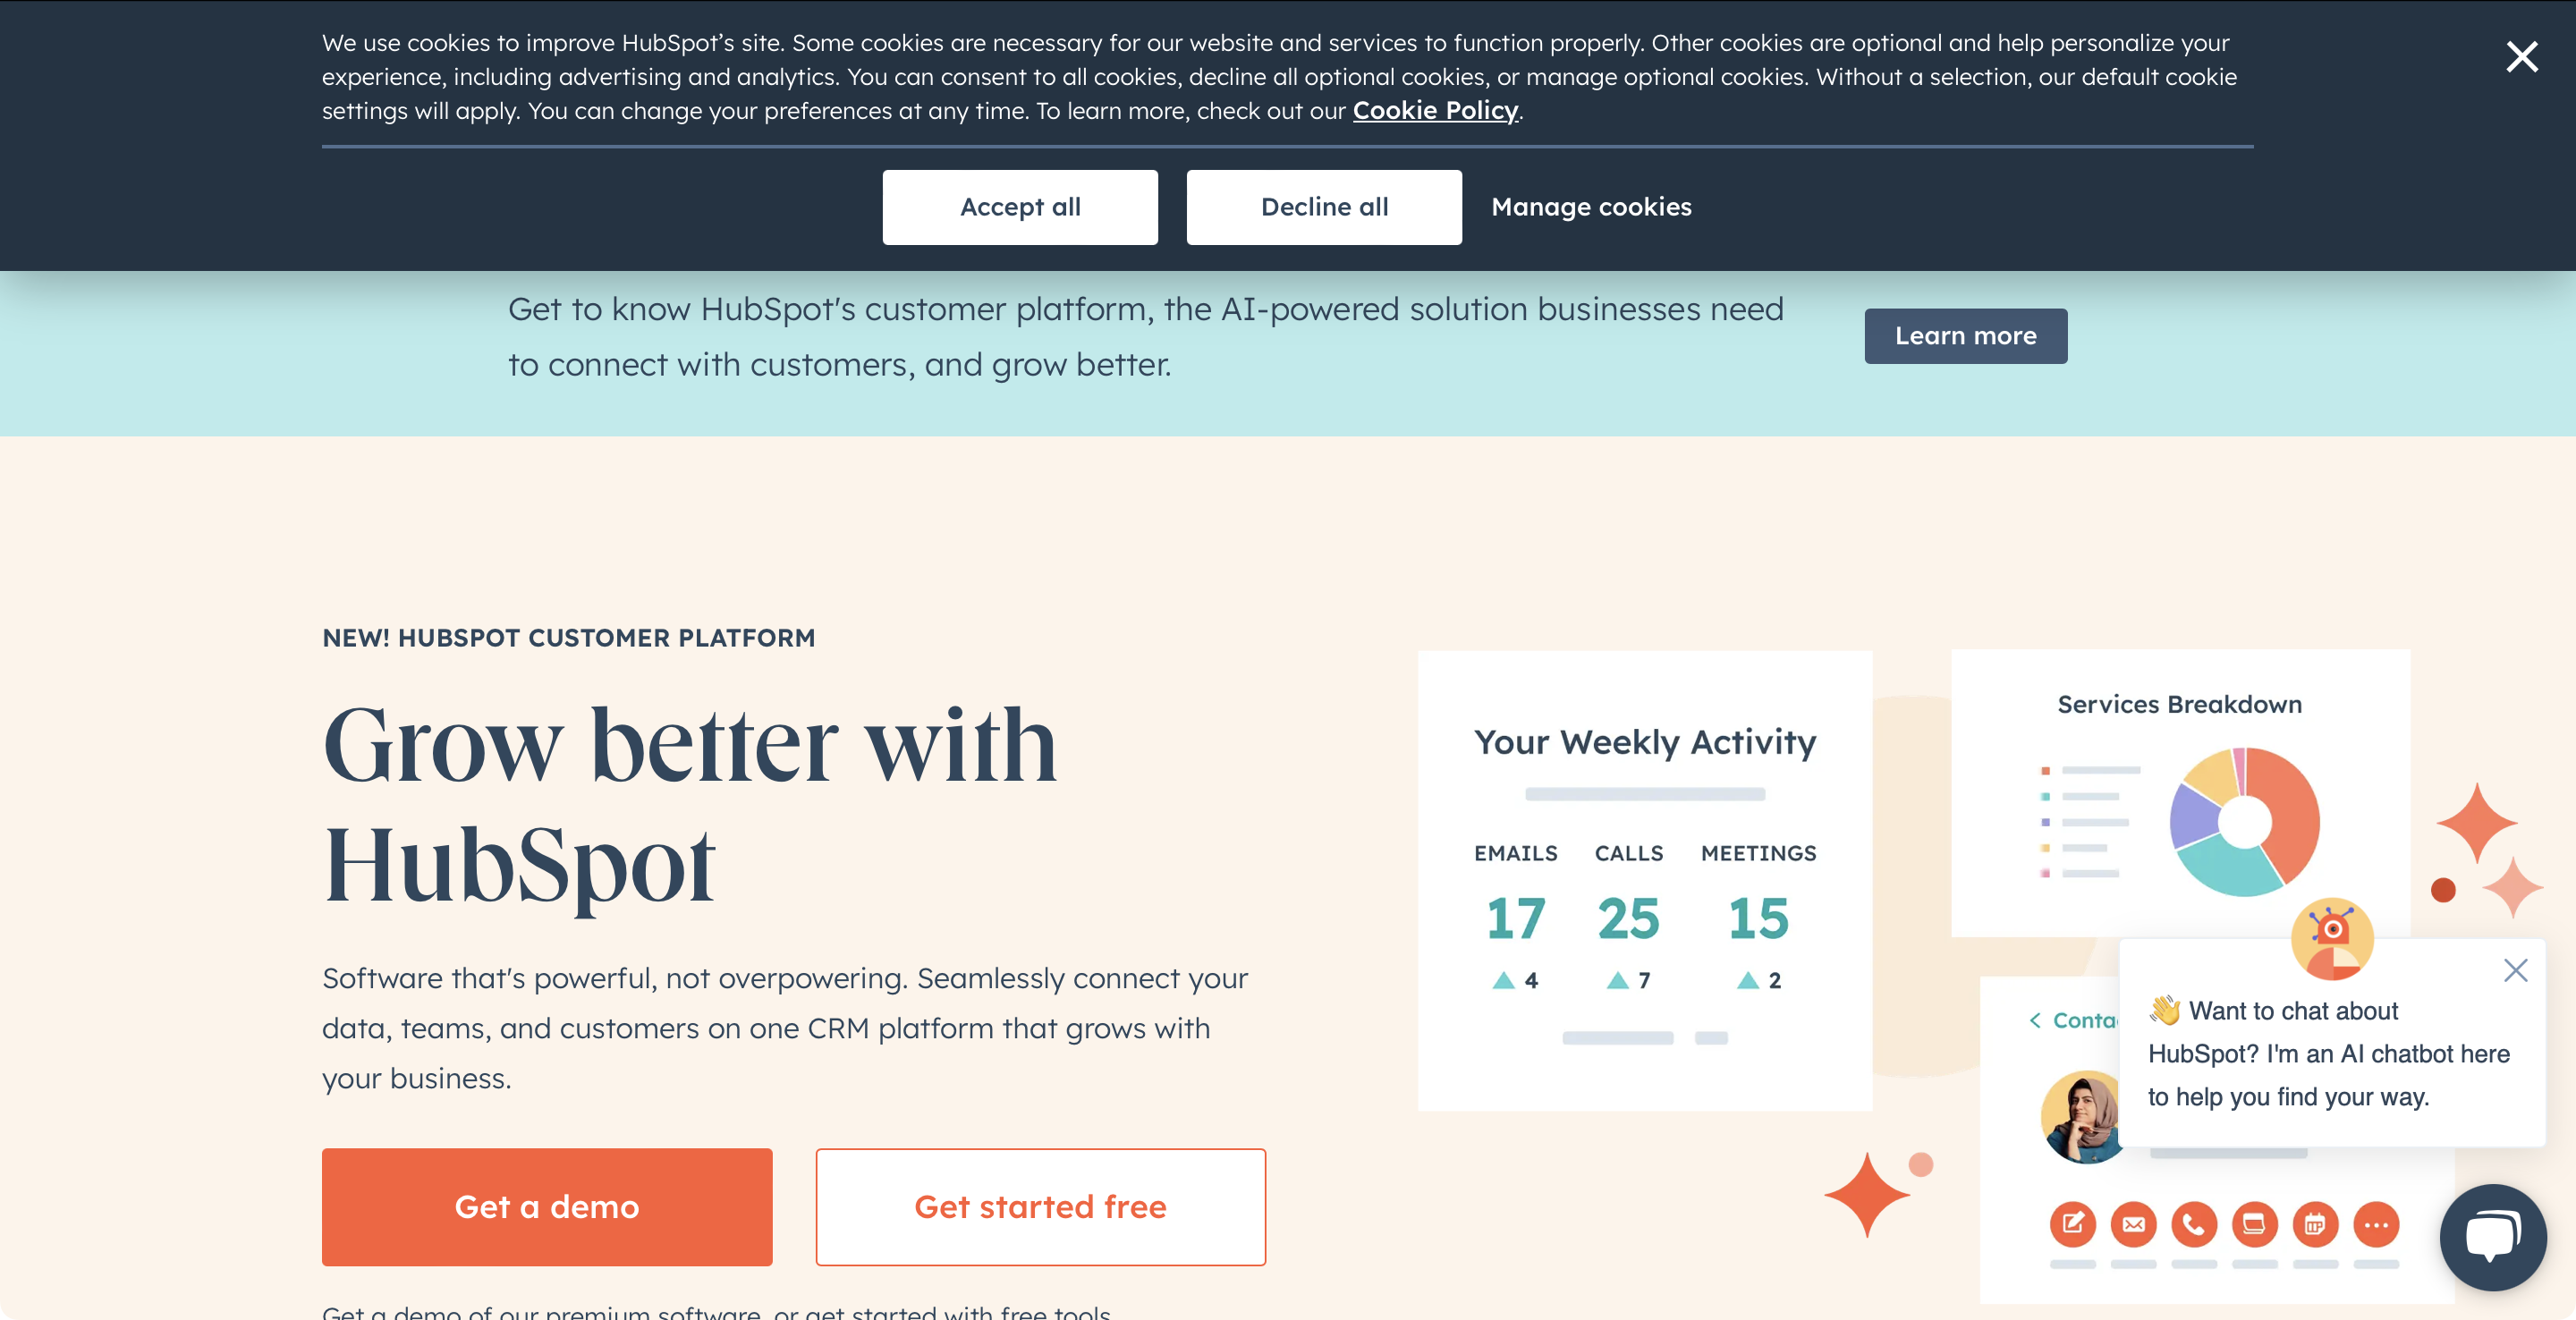 We use cookies to improve HubSpot’s site. Some cookies are necessary for our website and services to function properly. Other cookies are optional and help personalize your
experience, including advertising and analytics. You can consent to all cookies, decline all optional cookies, or manage optional cookies. Without a selection, our default cookie
settings will apply. You can change your preferences at any time. To learn more, check out our Cookie Policy.
Accept all
Decline all
Manage cookies
Get to know HubSpot's customer platform, the AI-powered solution businesses need
to connect with customers, and grow better.
Learn more
NEW! HUBSPOT CUSTOMER PLATFORM
Grow better with
HubSpot
Software that's powerful, not overpowering. Seamlessly connect your
data, teams, and customers on one CRM platform that grows with
your business.
Get a demo
Get started free
Get a demo of our premium software, or get started with free tools
Your Weekly Activity
EMAILS CALLS MEETINGS
17 25 15
4 7 2
Services Breakdown
< Conta
👋 Want to chat about
HubSpot? I'm an AI chatbot here
to help you find your way.